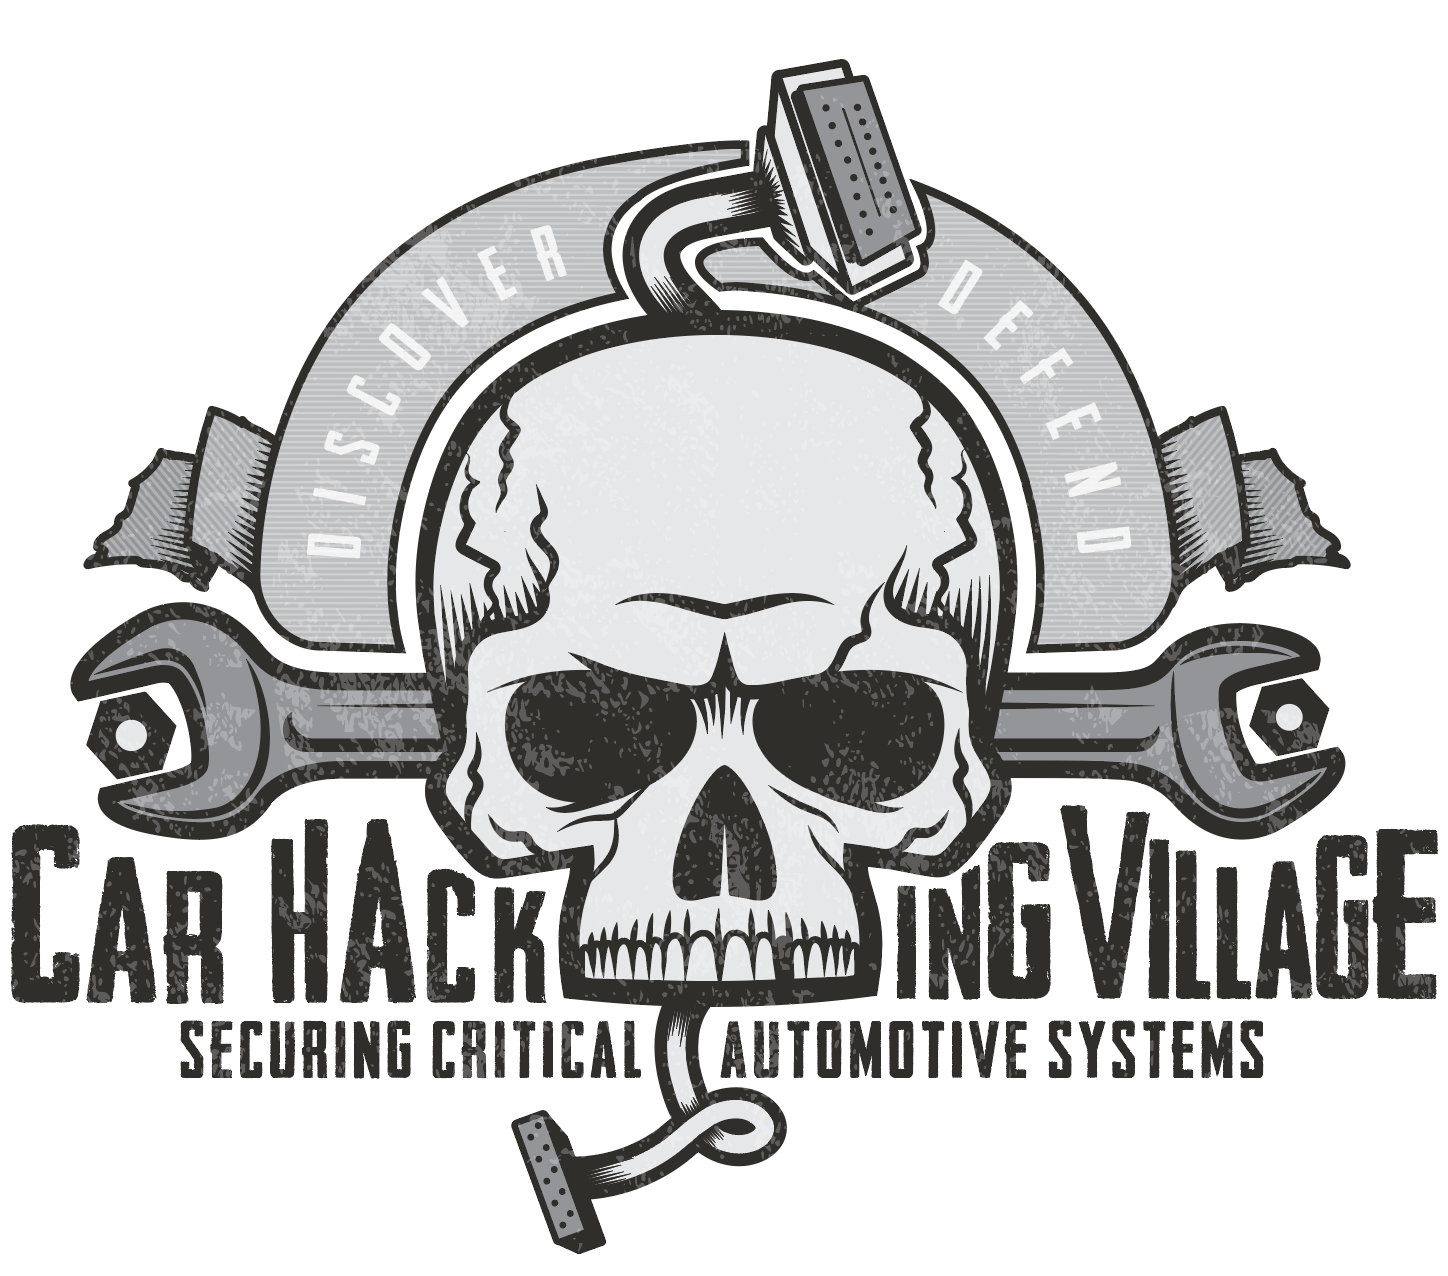 DISCOVER DEFEND
CAR HACKING VILLAGE
SECURING CRITICAL AUTOMOTIVE SYSTEMS